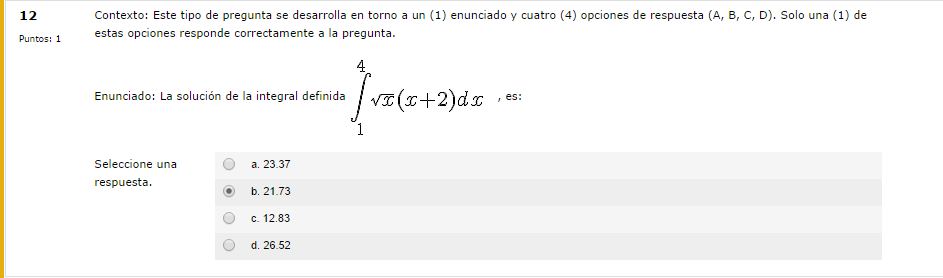 12
Puntos: 1
Contexto: Este tipo de pregunta se desarrolla en torno a un (1) enunciado y cuatro (4) opciones de respuesta (A, B, C, D). Solo una (1) de
estas opciones responde correctamente a la pregunta.
Enunciado: La solución de la integral definida ∫₁⁴ √x(x+2)dx , es:
Seleccione una
respuesta.
a. 23.37
b. 21.73
c. 12.83
d. 26.52